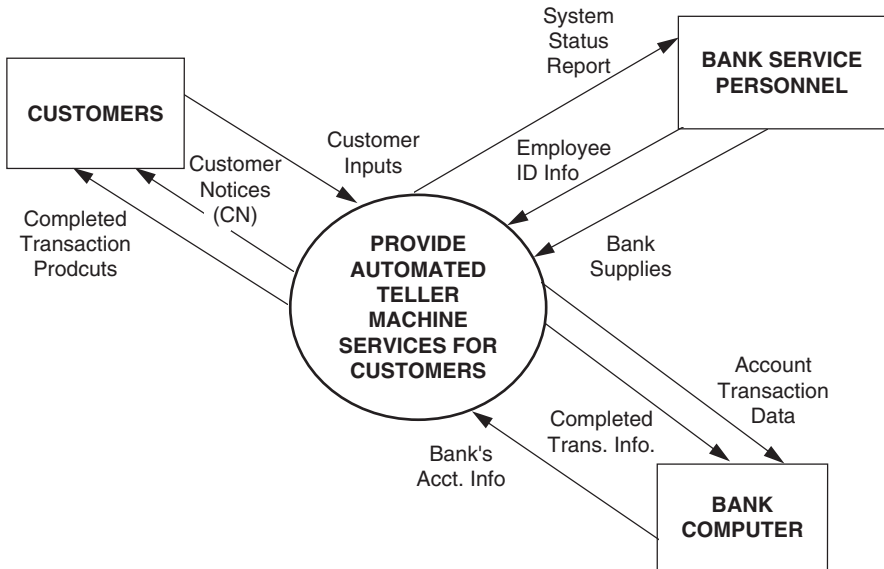 System
Status
Report
BANK SERVICE
PERSONNEL
CUSTOMERS
Customer
Inputs
Employee
ID Info
Customer
Notices
(CN)
Completed
Transaction
Prodcuts
Bank
Supplies
PROVIDE
AUTOMATED
TELLER
MACHINE
SERVICES FOR
CUSTOMERS
Account
Transaction
Data
Completed
Trans. Info.
Bank's
Acct. Info
BANK
COMPUTER